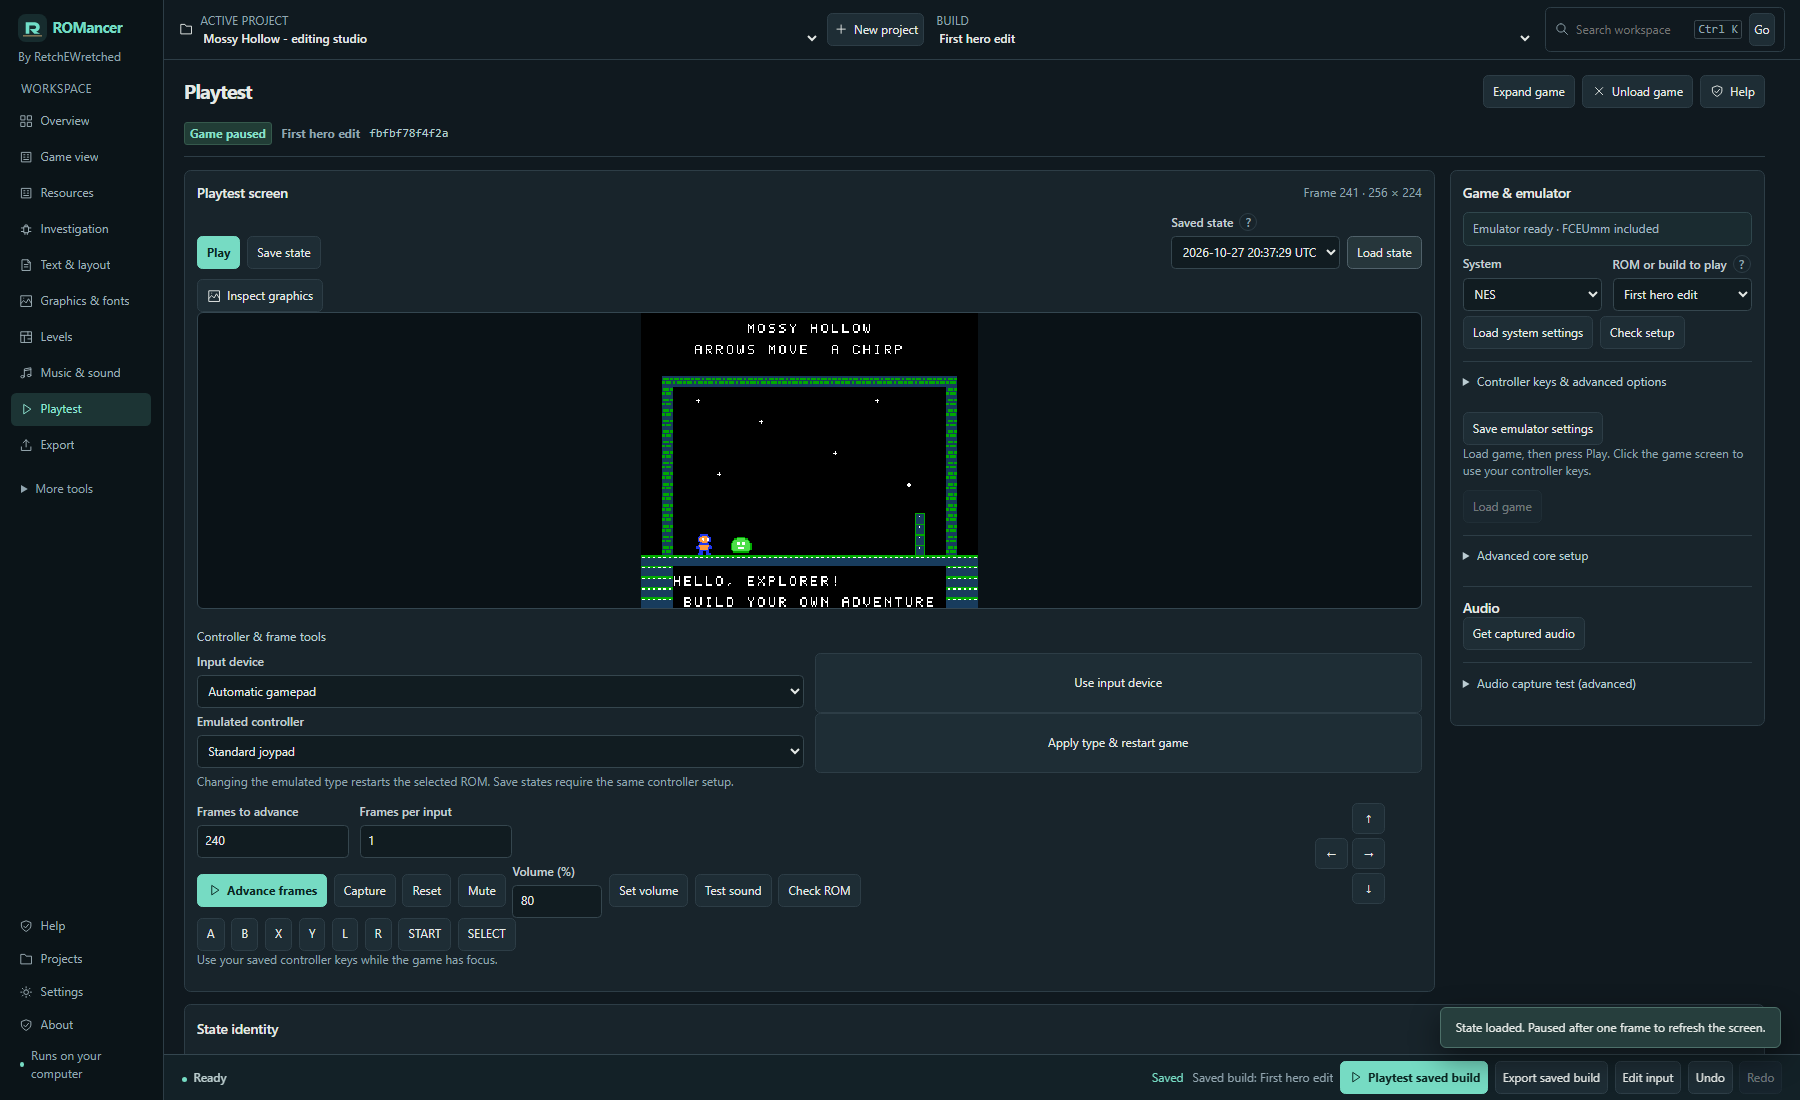 ROMancer
By RetchEWretched
WORKSPACE
Overview
Game view
Resources
Investigation
Text & layout
Graphics & fonts
Levels
Music & sound
Playtest
Export
More tools
Help
Projects
Settings
About
Runs on your
computer
ACTIVE PROJECT
Mossy Hollow - editing studio
New project
BUILD
First hero edit
Search workspace
Ctrl K
Go
Playtest
Expand game
Unload game
Help
Game paused
First hero edit
fbfbf78f4f2a
Playtest screen
Frame 241 · 256 × 224
Play
Save state
Saved state ?
2026-10-27 20:37:29 UTC
Load state
Inspect graphics
MOSSY HOLLOW
ARROWS MOVE A CHIRP
HELLO, EXPLORER!
BUILD YOUR OWN ADVENTURE
Controller & frame tools
Input device
Automatic gamepad
Use input device
Emulated controller
Standard joypad
Apply type & restart game
Changing the emulated type restarts the selected ROM. Save states require the same controller setup.
Frames to advance
240
Frames per input
1
↑
← →
↓
Advance frames
Capture
Reset
Mute
Volume (%)
80
Set volume
Test sound
Check ROM
A B X Y L R START SELECT
Use your saved controller keys while the game has focus.
State identity
Game & emulator
Emulator ready · FCEUmm included
System
NES
ROM or build to play ?
First hero edit
Load system settings
Check setup
Controller keys & advanced options
Save emulator settings
Load game, then press Play. Click the game screen to
use your controller keys.
Load game
Advanced core setup
Audio
Get captured audio
Audio capture test (advanced)
State loaded. Paused after one frame to refresh the screen.
Ready
Saved
Saved build: First hero edit
Playtest saved build
Export saved build
Edit input
Undo
Redo